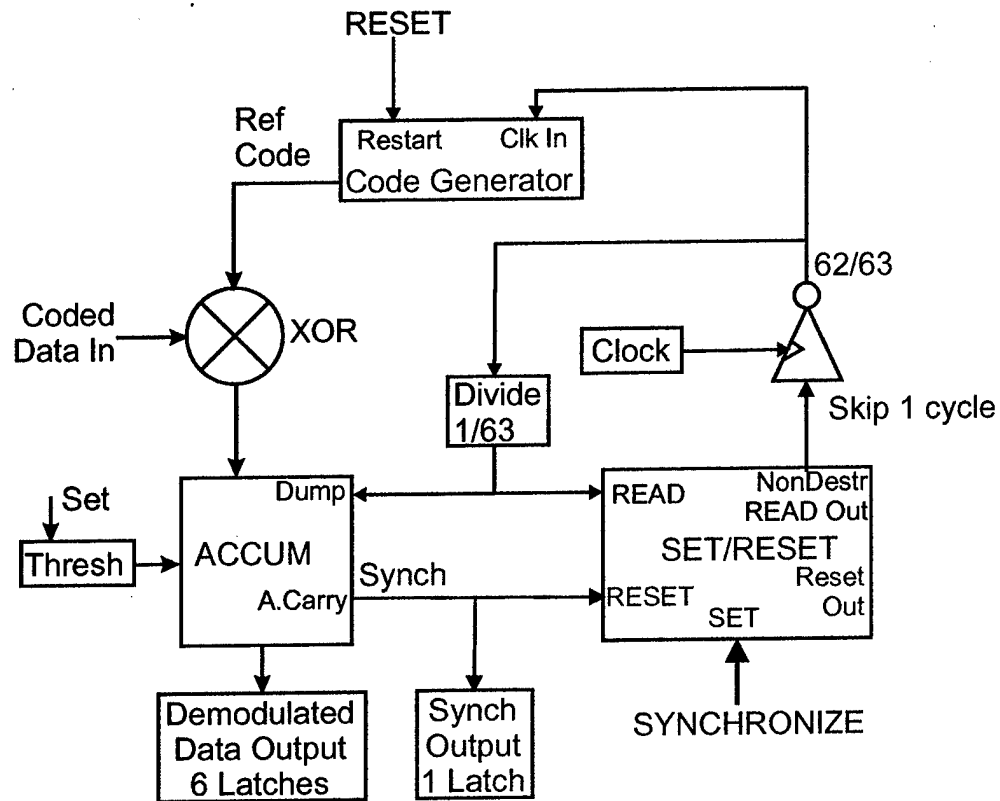 RESET
Ref
Code
Restart
Clk In
Code Generator
62/63
Coded
Data In
XOR
Clock
Divide
1/63
Skip 1 cycle
Set
Thresh
Dump
ACCUM
A.Carry
Synch
READ
NonDestr
READ Out
SET/RESET
RESET
Reset
Out
SET
Demodulated
Data Output
6 Latches
Synch
Output
1 Latch
SYNCHRONIZE